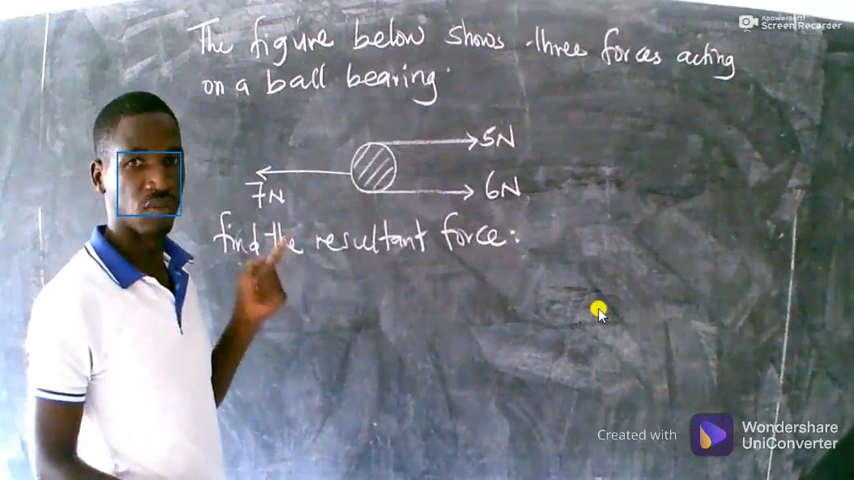 Apowersoft
Screen Recorder
The figure below shows three forces acting
on a ball bearing.
5N
7N
6N
find the resultant force:
Created with
Wondershare
UniConverter